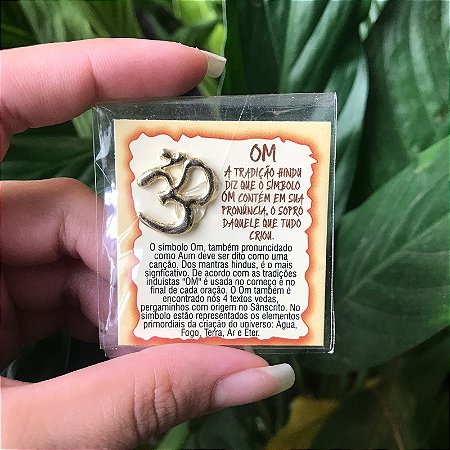 OM
A TRADIÇÃO HINDU
DIZ QUE O SÍMBOLO
OM CONTÉM EM SUA
PRONÚNCIA, O SOPRO
DAQUELE QUE TUDO
CRIOU.
O símbolo Om, também pronunciado
como Aum deve ser dito como uma
canção. Dos mantras hindus, é o mais
significativo. De acordo com as tradições
induístas "OM" é usada no começo é no
final de cada oração. O Om também é
encontrado nós 4 textos vedas,
pergaminhos com origem no Sânscrito. No
símbolo estão representados os elementos
primordiais da criação do universo: Água,
Fogo, Terra, Ar e Éter.